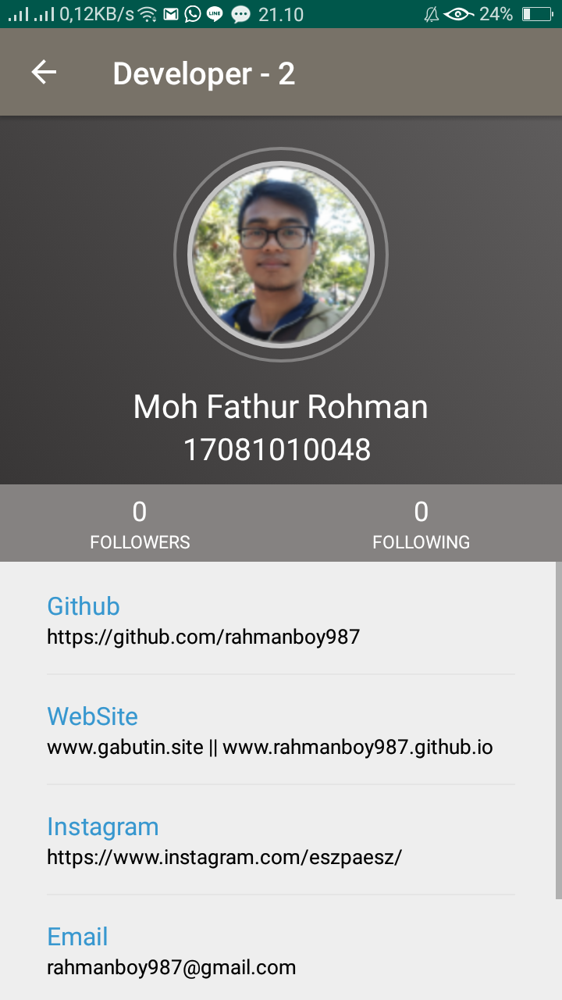 0,12KB/s LINE 21.10 24%
Developer - 2
Moh Fathur Rohman
17081010048
0 0
FOLLOWERS FOLLOWING
Github
https://github.com/rahmanboy987
WebSite
www.gabutin.site || www.rahmanboy987.github.io
Instagram
https://www.instagram.com/eszpaesz/
Email
rahmanboy987@gmail.com